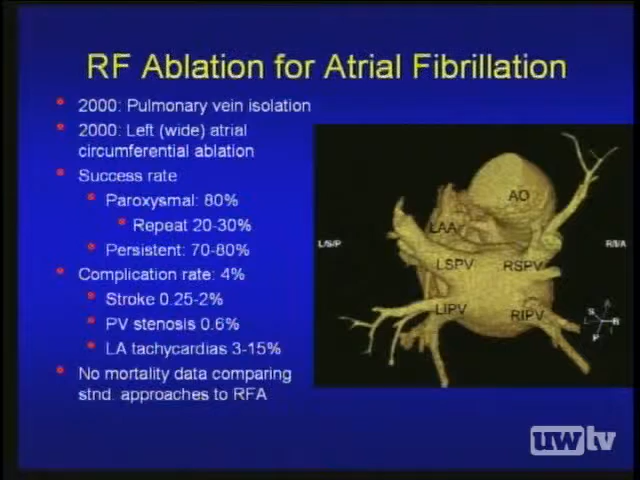 RF Ablation for Atrial Fibrillation
2000: Pulmonary vein isolation
2000: Left (wide) atrial
circumferential ablation
Success rate
Paroxysmal: 80%
Repeat 20-30%
Persistent: 70-80%
Complication rate: 4%
Stroke 0.25-2%
PV stenosis 0.6%
LA tachycardias 3-15%
No mortality data comparing
stnd. approaches to RFA
AO
LAA
L/S/P
R/I/A
LSPV RSPV
LIPV RIPV
uwtv